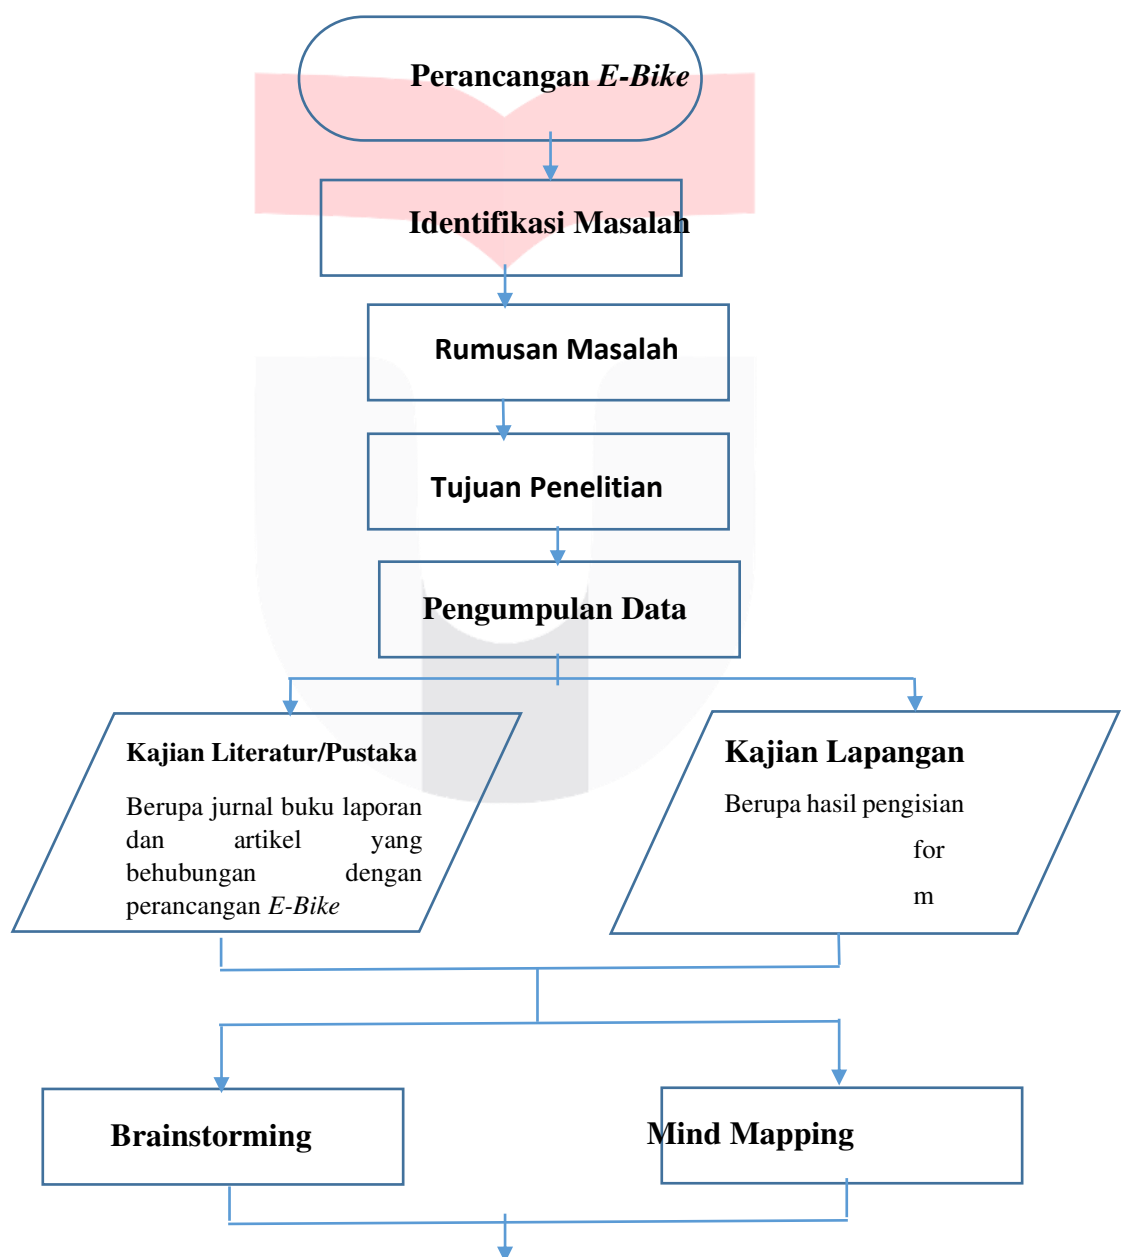 Perancangan E-Bike
Identifikasi Masalah
Rumusan Masalah
Tujuan Penelitian
Pengumpulan Data
Kajian Literatur/Pustaka
Berupa jurnal buku laporan
dan artikel yang
behubungan dengan
perancangan E-Bike
Kajian Lapangan
Berupa hasil pengisian
for
m
Brainstorming
Mind Mapping